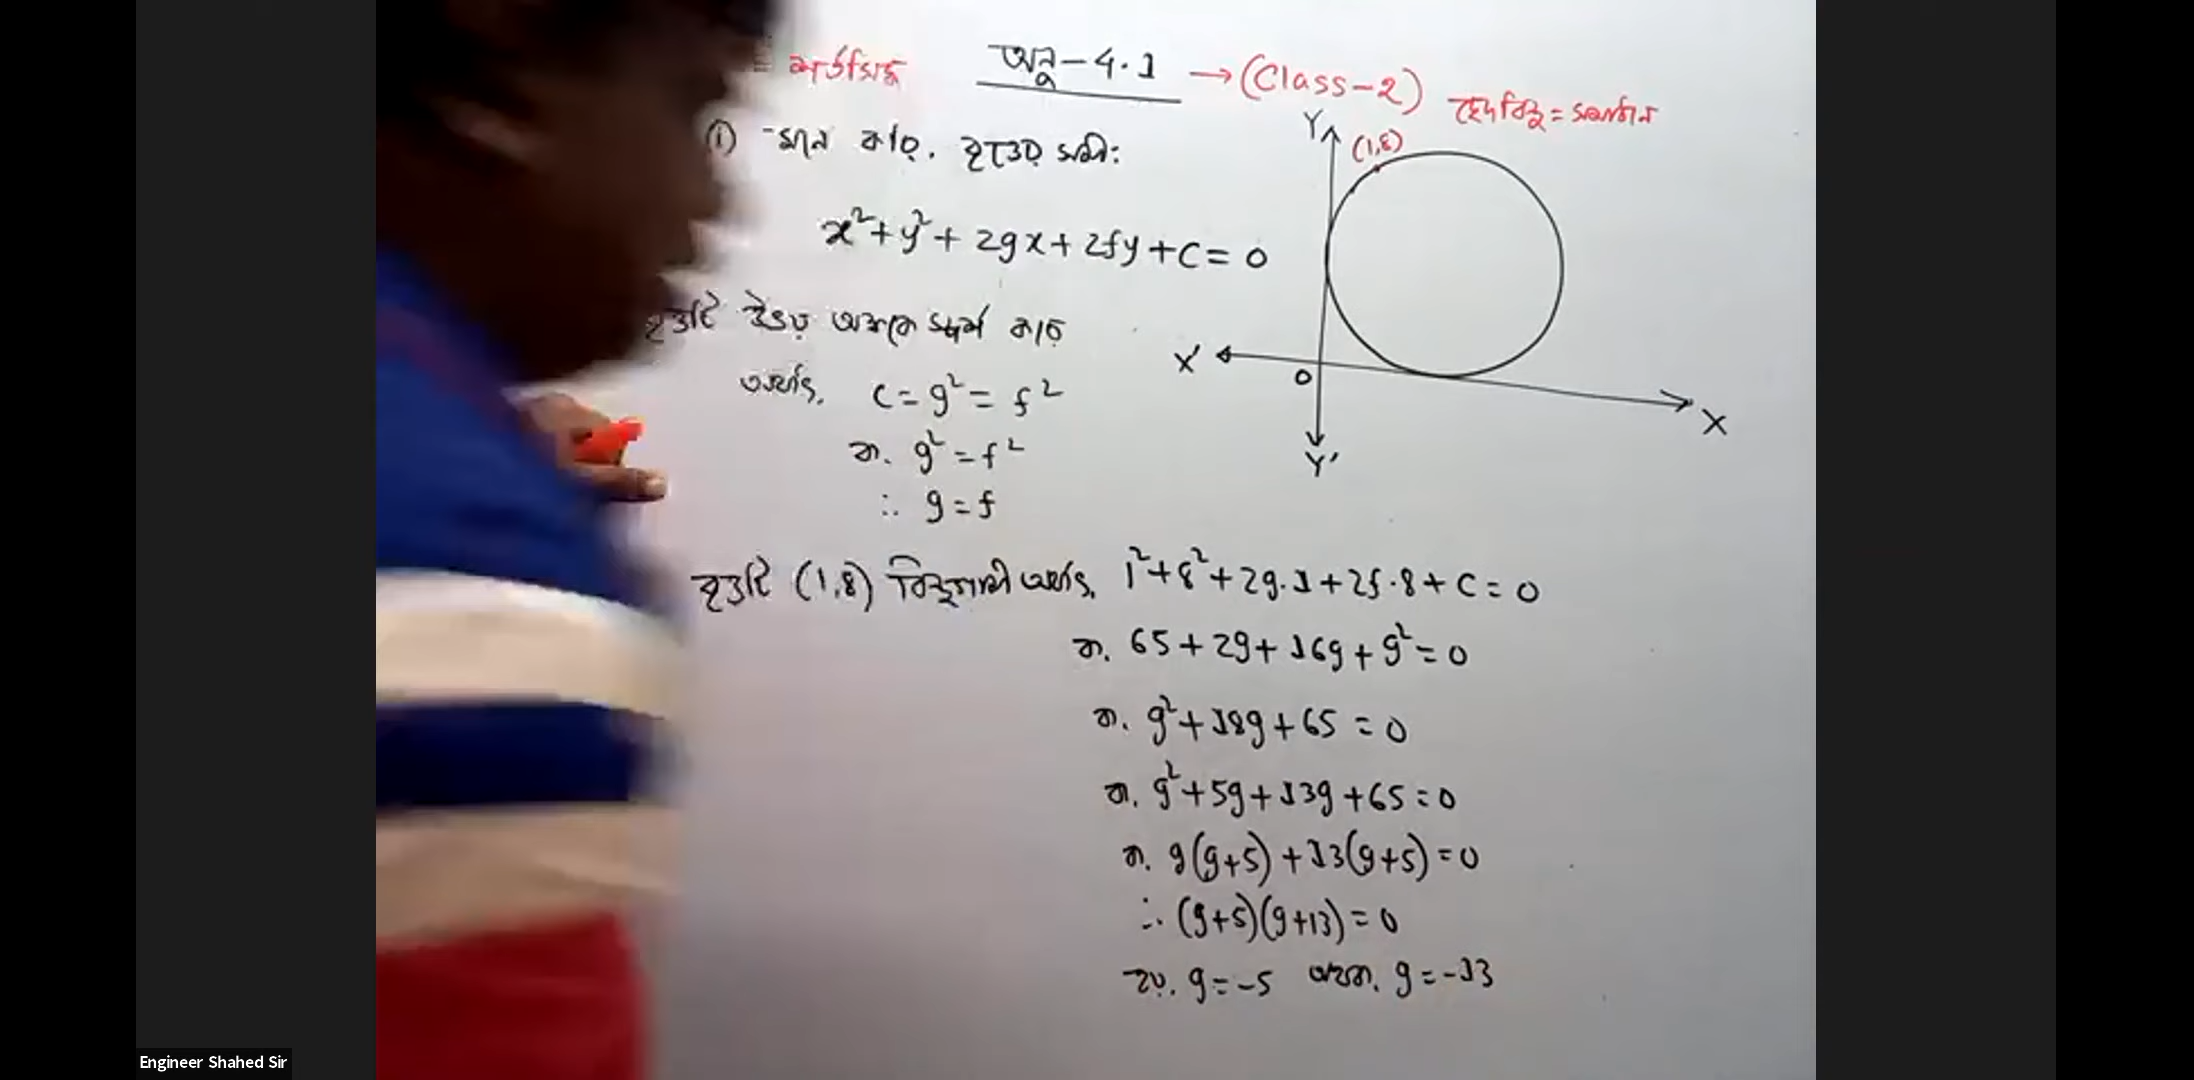 অনু-4.1 → (Class-2)
ছেদবিন্দু =
Y (1,8)
① মনে করি, বৃত্তের সমী:
x²+y²+2gx+2fy+c=0
বৃত্তটি উভয় অক্ষকে স্পর্শ করে
অর্থাৎ, c=g²=f²
বা, g²=f²
∴ g=f
X' O X
Y'
বৃত্তটি (1,8) বিন্দুগামী অর্থাৎ, 1²+8²+2g.1+2f.8+c=0
বা, 65+2g+16g+g²=0
বা, g²+18g+65=0
বা, g²+5g+13g+65=0
বা, g(g+5)+13(g+5)=0
∴ (g+5)(g+13)=0
হয়, g=-5 অথবা, g=-13
Engineer Shahed Sir